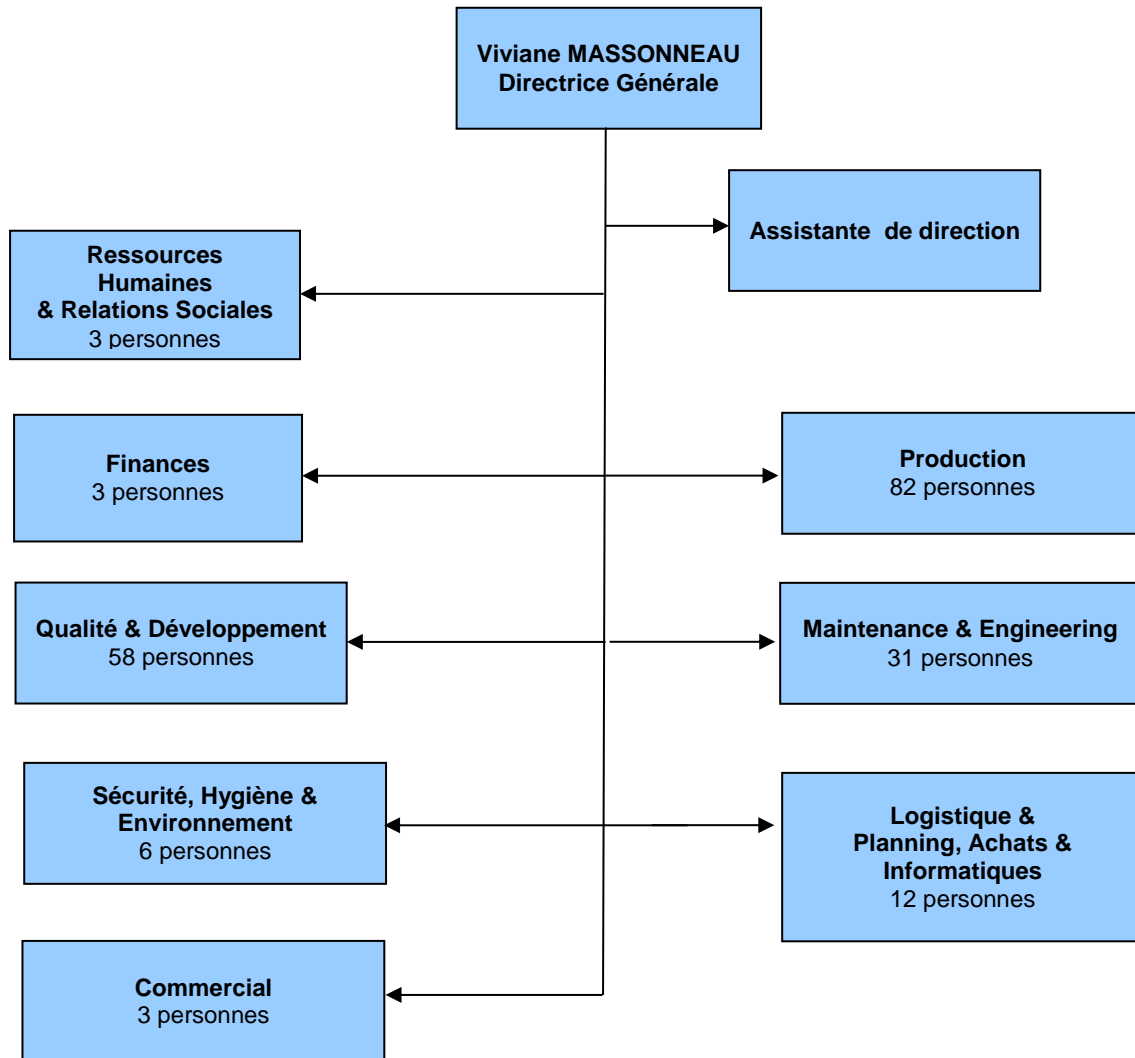 Viviane MASSONNEAU
Directrice Générale
Assistante de direction
Ressources
Humaines
& Relations Sociales
3 personnes
Finances
3 personnes
Production
82 personnes
Qualité & Développement
58 personnes
Maintenance & Engineering
31 personnes
Sécurité, Hygiène &
Environnement
6 personnes
Logistique &
Planning, Achats &
Informatiques
12 personnes
Commercial
3 personnes